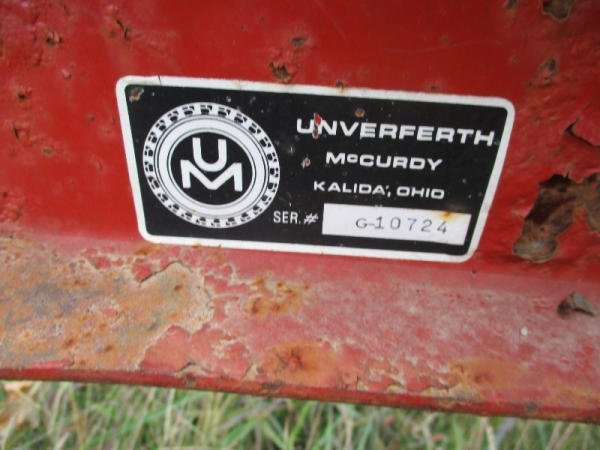 UM
UNVERFERTH
McCURDY
KALIDA, OHIO
SER.# G-10724